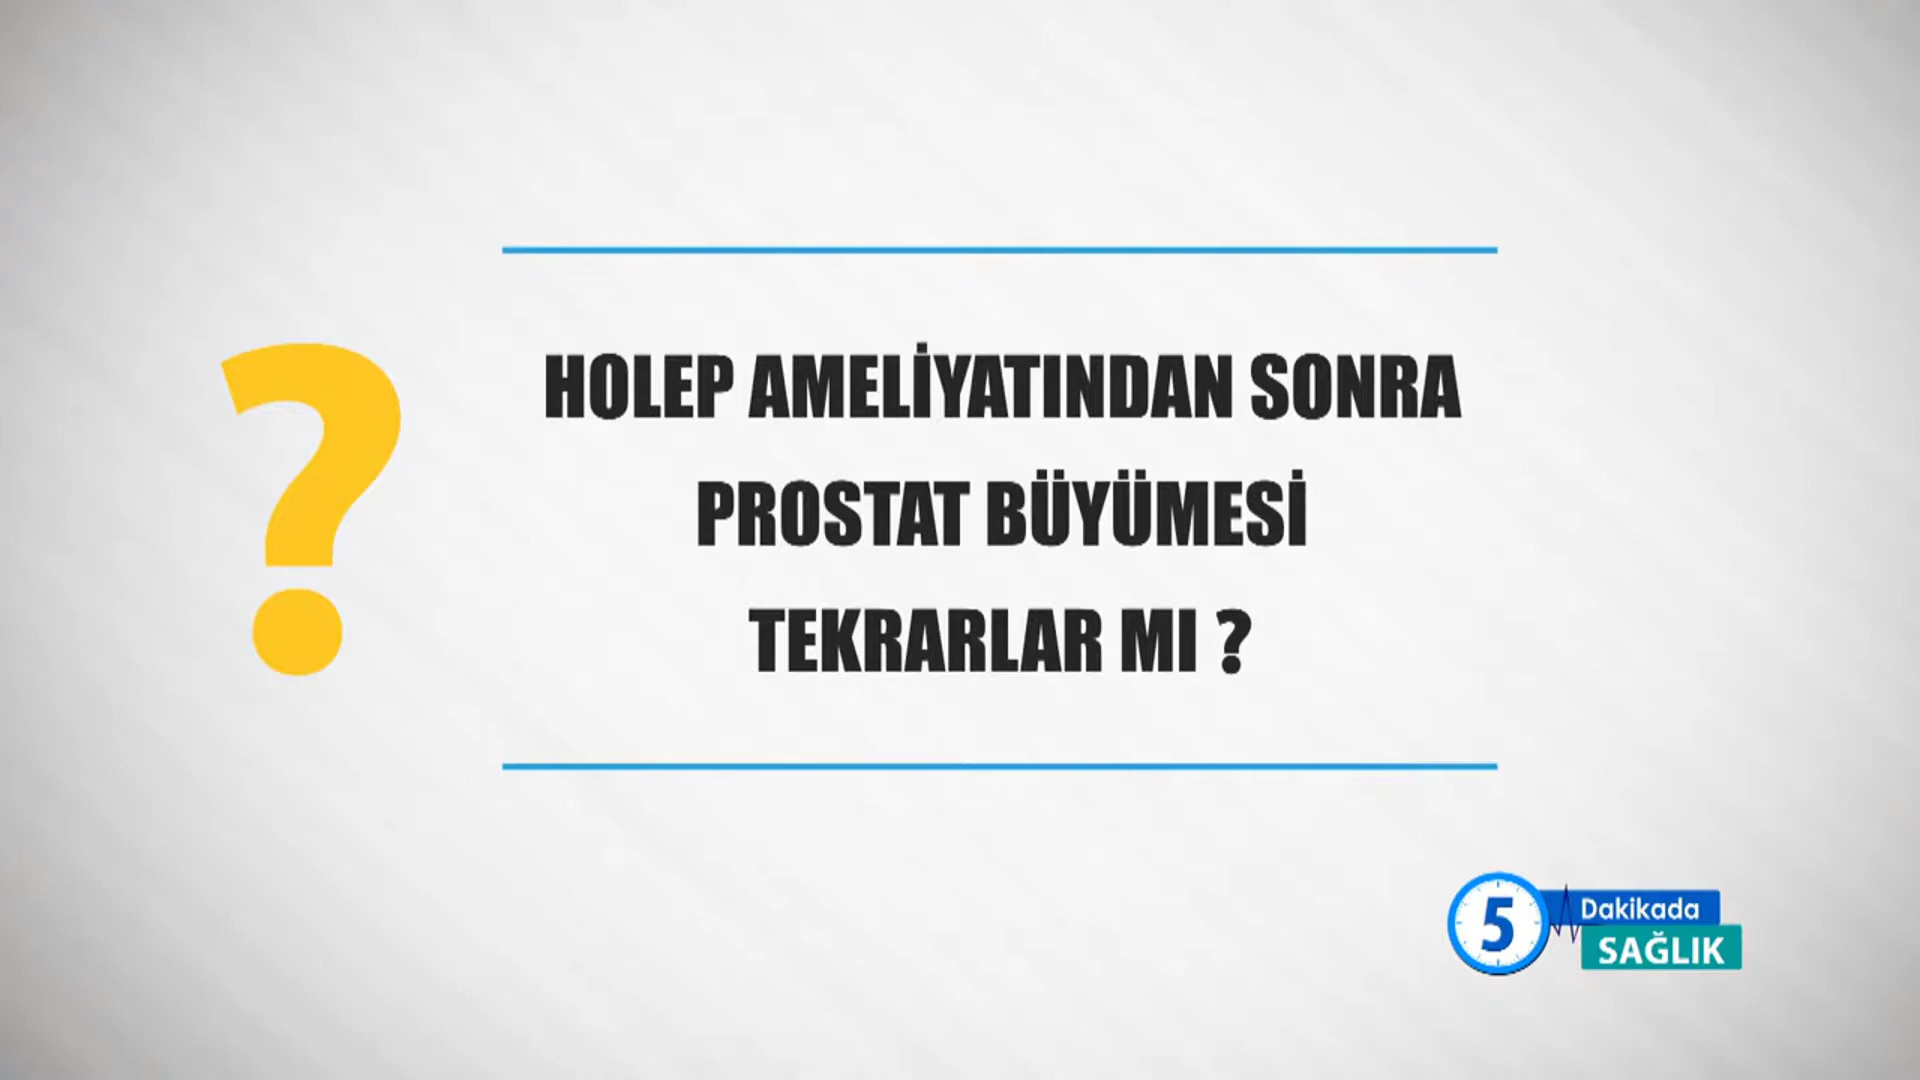 ?
HOLEP AMELİYATINDAN SONRA
PROSTAT BÜYÜMESİ
TEKRARLAR MI ?
5 Dakikada
SAĞLIK